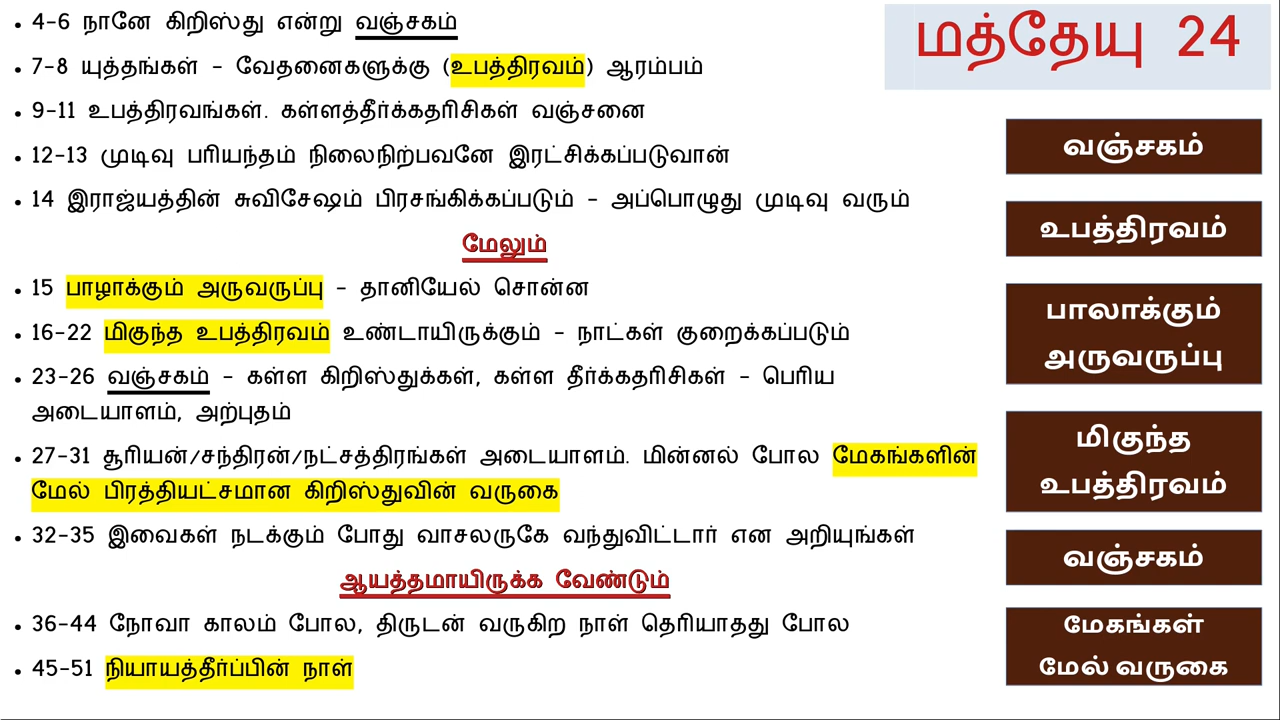 மத்தேயு 24
• 4-6 நானே கிறிஸ்து என்று வஞ்சகம்
• 7-8 யுத்தங்கள் - வேதனைகளுக்கு (உபத்திரவம்) ஆரம்பம்
• 9-11 உபத்திரவங்கள். கள்ளத்தீர்க்கதரிசிகள் வஞ்சனை
• 12-13 முடிவு பரியந்தம் நிலைநிற்பவனே இரட்சிக்கப்படுவான்
• 14 இராஜ்யத்தின் சுவிசேஷம் பிரசங்கிக்கப்படும் - அப்பொழுது முடிவு வரும்
மேலும்
• 15 பாழாக்கும் அருவருப்பு - தானியேல் சொன்ன
• 16-22 மிகுந்த உபத்திரவம் உண்டாயிருக்கும் - நாட்கள் குறைக்கப்படும்
• 23-26 வஞ்சகம் - கள்ள கிறிஸ்துக்கள், கள்ள தீர்க்கதரிசிகள் - பெரிய
அடையாளம், அற்புதம்
• 27-31 சூரியன்/சந்திரன்/நட்சத்திரங்கள் அடையாளம். மின்னல் போல மேகங்களின்
மேல் பிரத்தியட்சமான கிறிஸ்துவின் வருகை
• 32-35 இவைகள் நடக்கும் போது வாசலருகே வந்துவிட்டார் என அறியுங்கள்
ஆயத்தமாயிருக்க வேண்டும்
• 36-44 நோவா காலம் போல, திருடன் வருகிற நாள் தெரியாதது போல
• 45-51 நியாயத்தீர்ப்பின் நாள்
வஞ்சகம்
உபத்திரவம்
பாலாக்கும்
அருவருப்பு
மிகுந்த
உபத்திரவம்
வஞ்சகம்
மேகங்கள்
மேல் வருகை